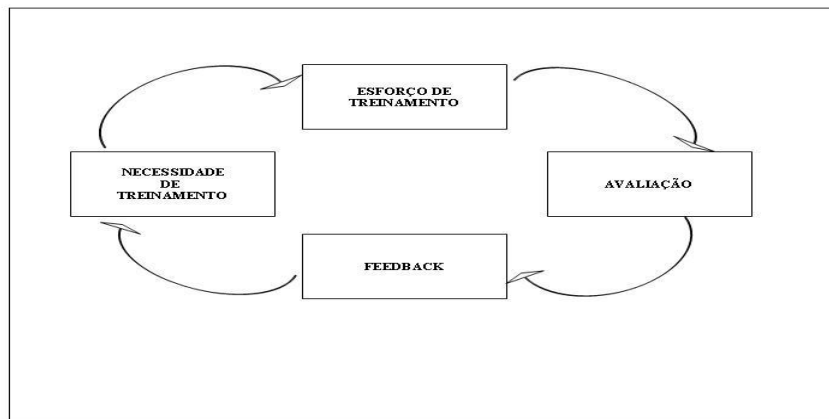 ESFORÇO DE
TREINAMENTO
NECESSIDADE
DE
TREINAMENTO
AVALIAÇÃO
FEEDBACK